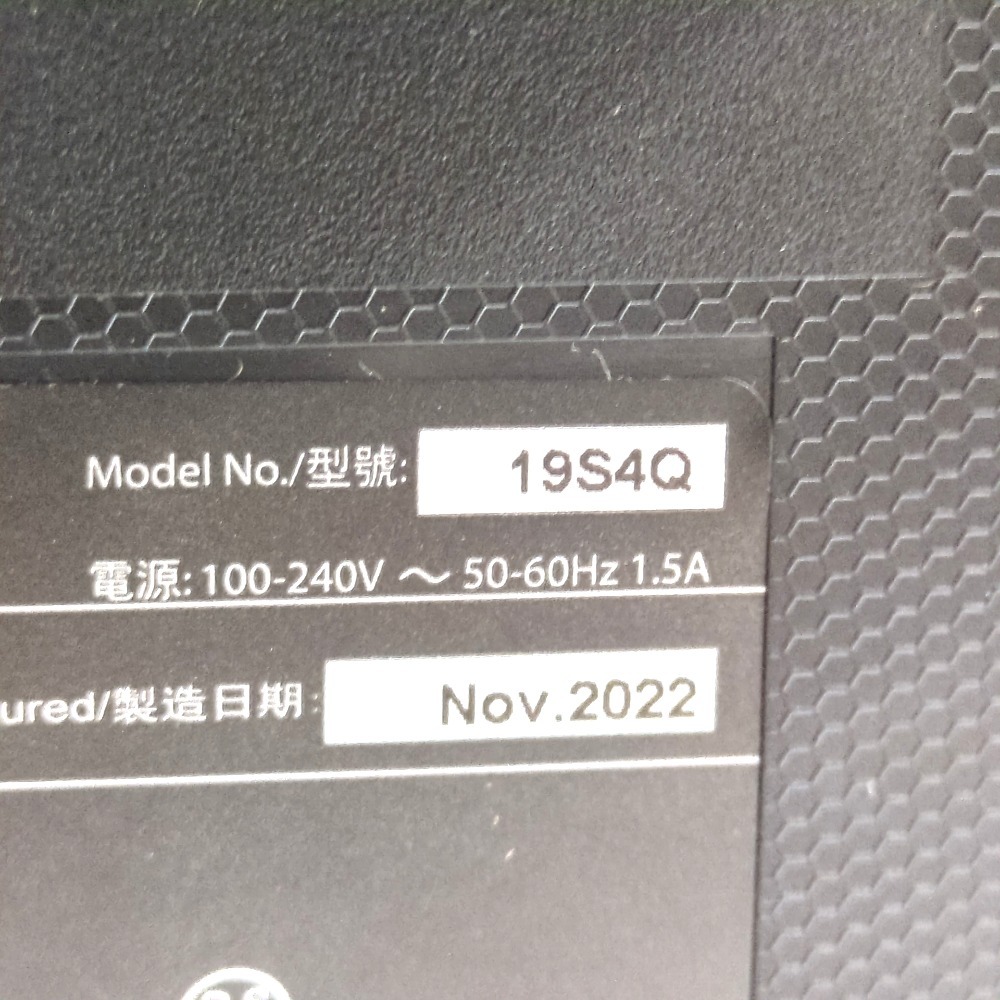 Model No./型號: 19S4Q
電源: 100-240V ～ 50-60Hz 1.5A
ured/製造日期: Nov.2022